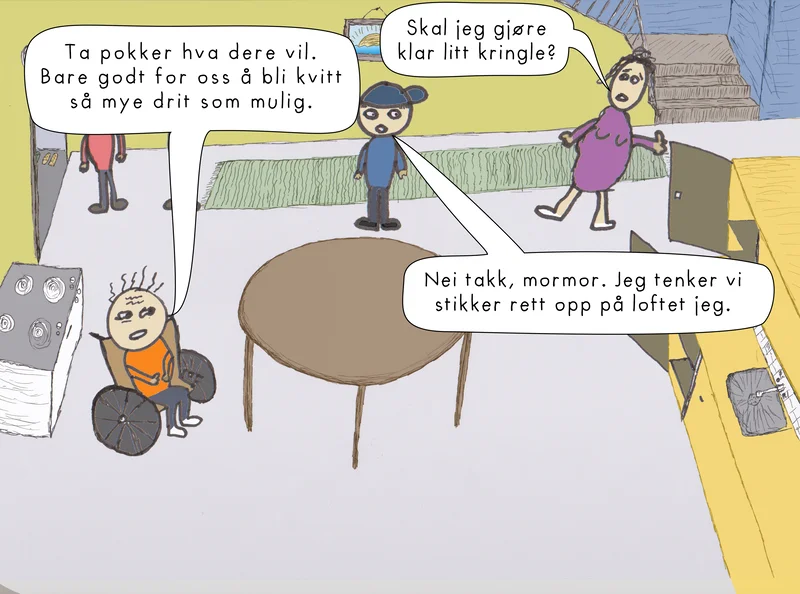 Ta pokker hva dere vil.
Bare godt for oss å bli kvitt
så mye drit som mulig.
Skal jeg gjøre
klar litt kringle?
Nei takk, mormor. Jeg tenker vi
stikker rett opp på loftet jeg.